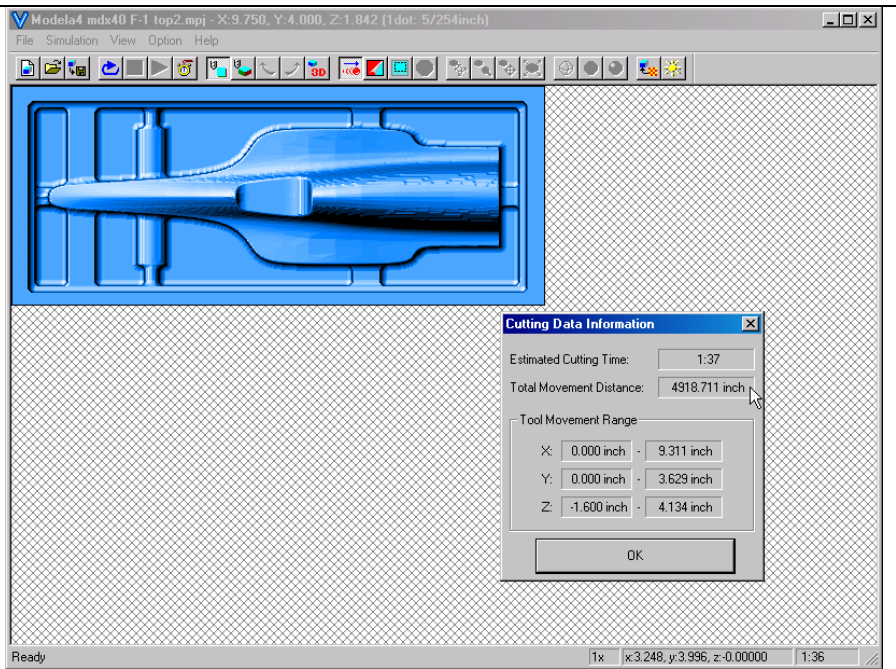 Modela4 mdx40 F-1 top2.mpj - X:9.750, Y:4.000, Z:1.842 (1dot: 5/254inch)
File Simulation View Option Help
3D
Cutting Data Information
Estimated Cutting Time: 1:37
Total Movement Distance: 4918.711 inch
Tool Movement Range
X: 0.000 inch - 9.311 inch
Y: 0.000 inch - 3.629 inch
Z: -1.600 inch - 4.134 inch
OK
Ready 1x x:3.248, y:3.996, z:-0.00000 1:36